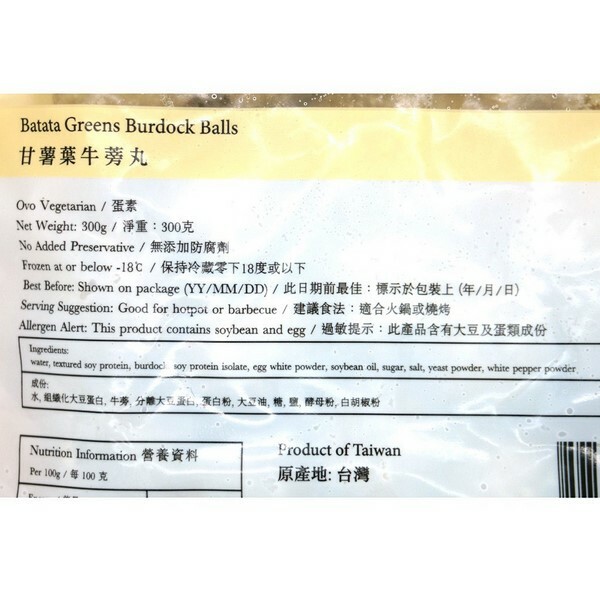 Batata Greens Burdock Balls
甘薯葉牛蒡丸
Ovo Vegetarian / 蛋素
Net Weight: 300g / 淨重：300克
No Added Preservative / 無添加防腐劑
Frozen at or below -18℃ / 保持冷藏零下18度或以下
Best Before: Shown on package (YY/MM/DD) / 此日期前最佳：標示於包裝上 (年/月/日)
Serving Suggestion: Good for hotpot or barbecue / 建議食法：適合火鍋或燒烤
Allergen Alert: This product contains soybean and egg / 過敏提示：此產品含有大豆及蛋類成份
Ingredients:
water, textured soy protein, burdock, soy protein isolate, egg white powder, soybean oil, sugar, salt, yeast powder, white pepper powder
成份:
水, 組織化大豆蛋白, 牛蒡, 分離大豆蛋白, 蛋白粉, 大豆油, 糖, 鹽, 酵母粉, 白胡椒粉
Nutrition Information 營養資料
Per 100g / 每 100 克
Product of Taiwan
原產地: 台灣